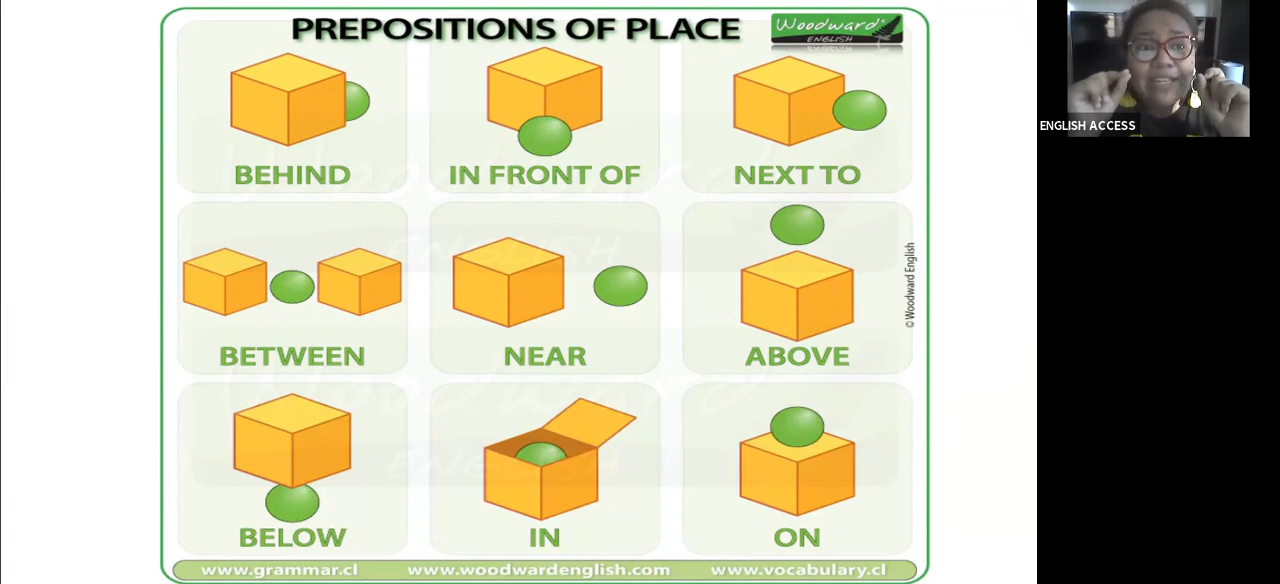 PREPOSITIONS OF PLACE
Woodward
ENGLISH
BEHIND
IN FRONT OF
NEXT TO
BETWEEN
NEAR
ABOVE
© Woodward English
BELOW
IN
ON
www.grammar.cl
www.woodwardenglish.com
www.vocabulary.cl
ENGLISH ACCESS